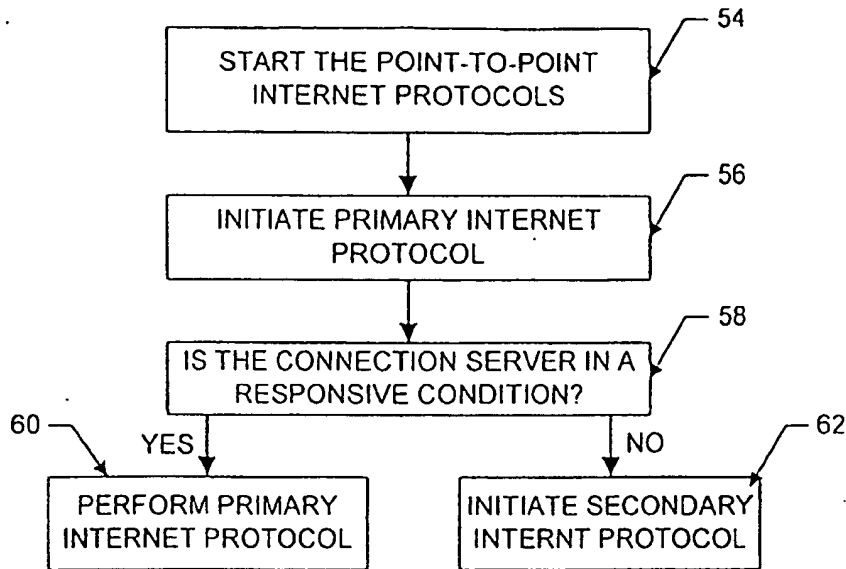 54
START THE POINT-TO-POINT
INTERNET PROTOCOLS
56
INITIATE PRIMARY INTERNET
PROTOCOL
58
IS THE CONNECTION SERVER IN A
RESPONSIVE CONDITION?
60
YES
NO
62
PERFORM PRIMARY
INTERNET PROTOCOL
INITIATE SECONDARY
INTERNT PROTOCOL